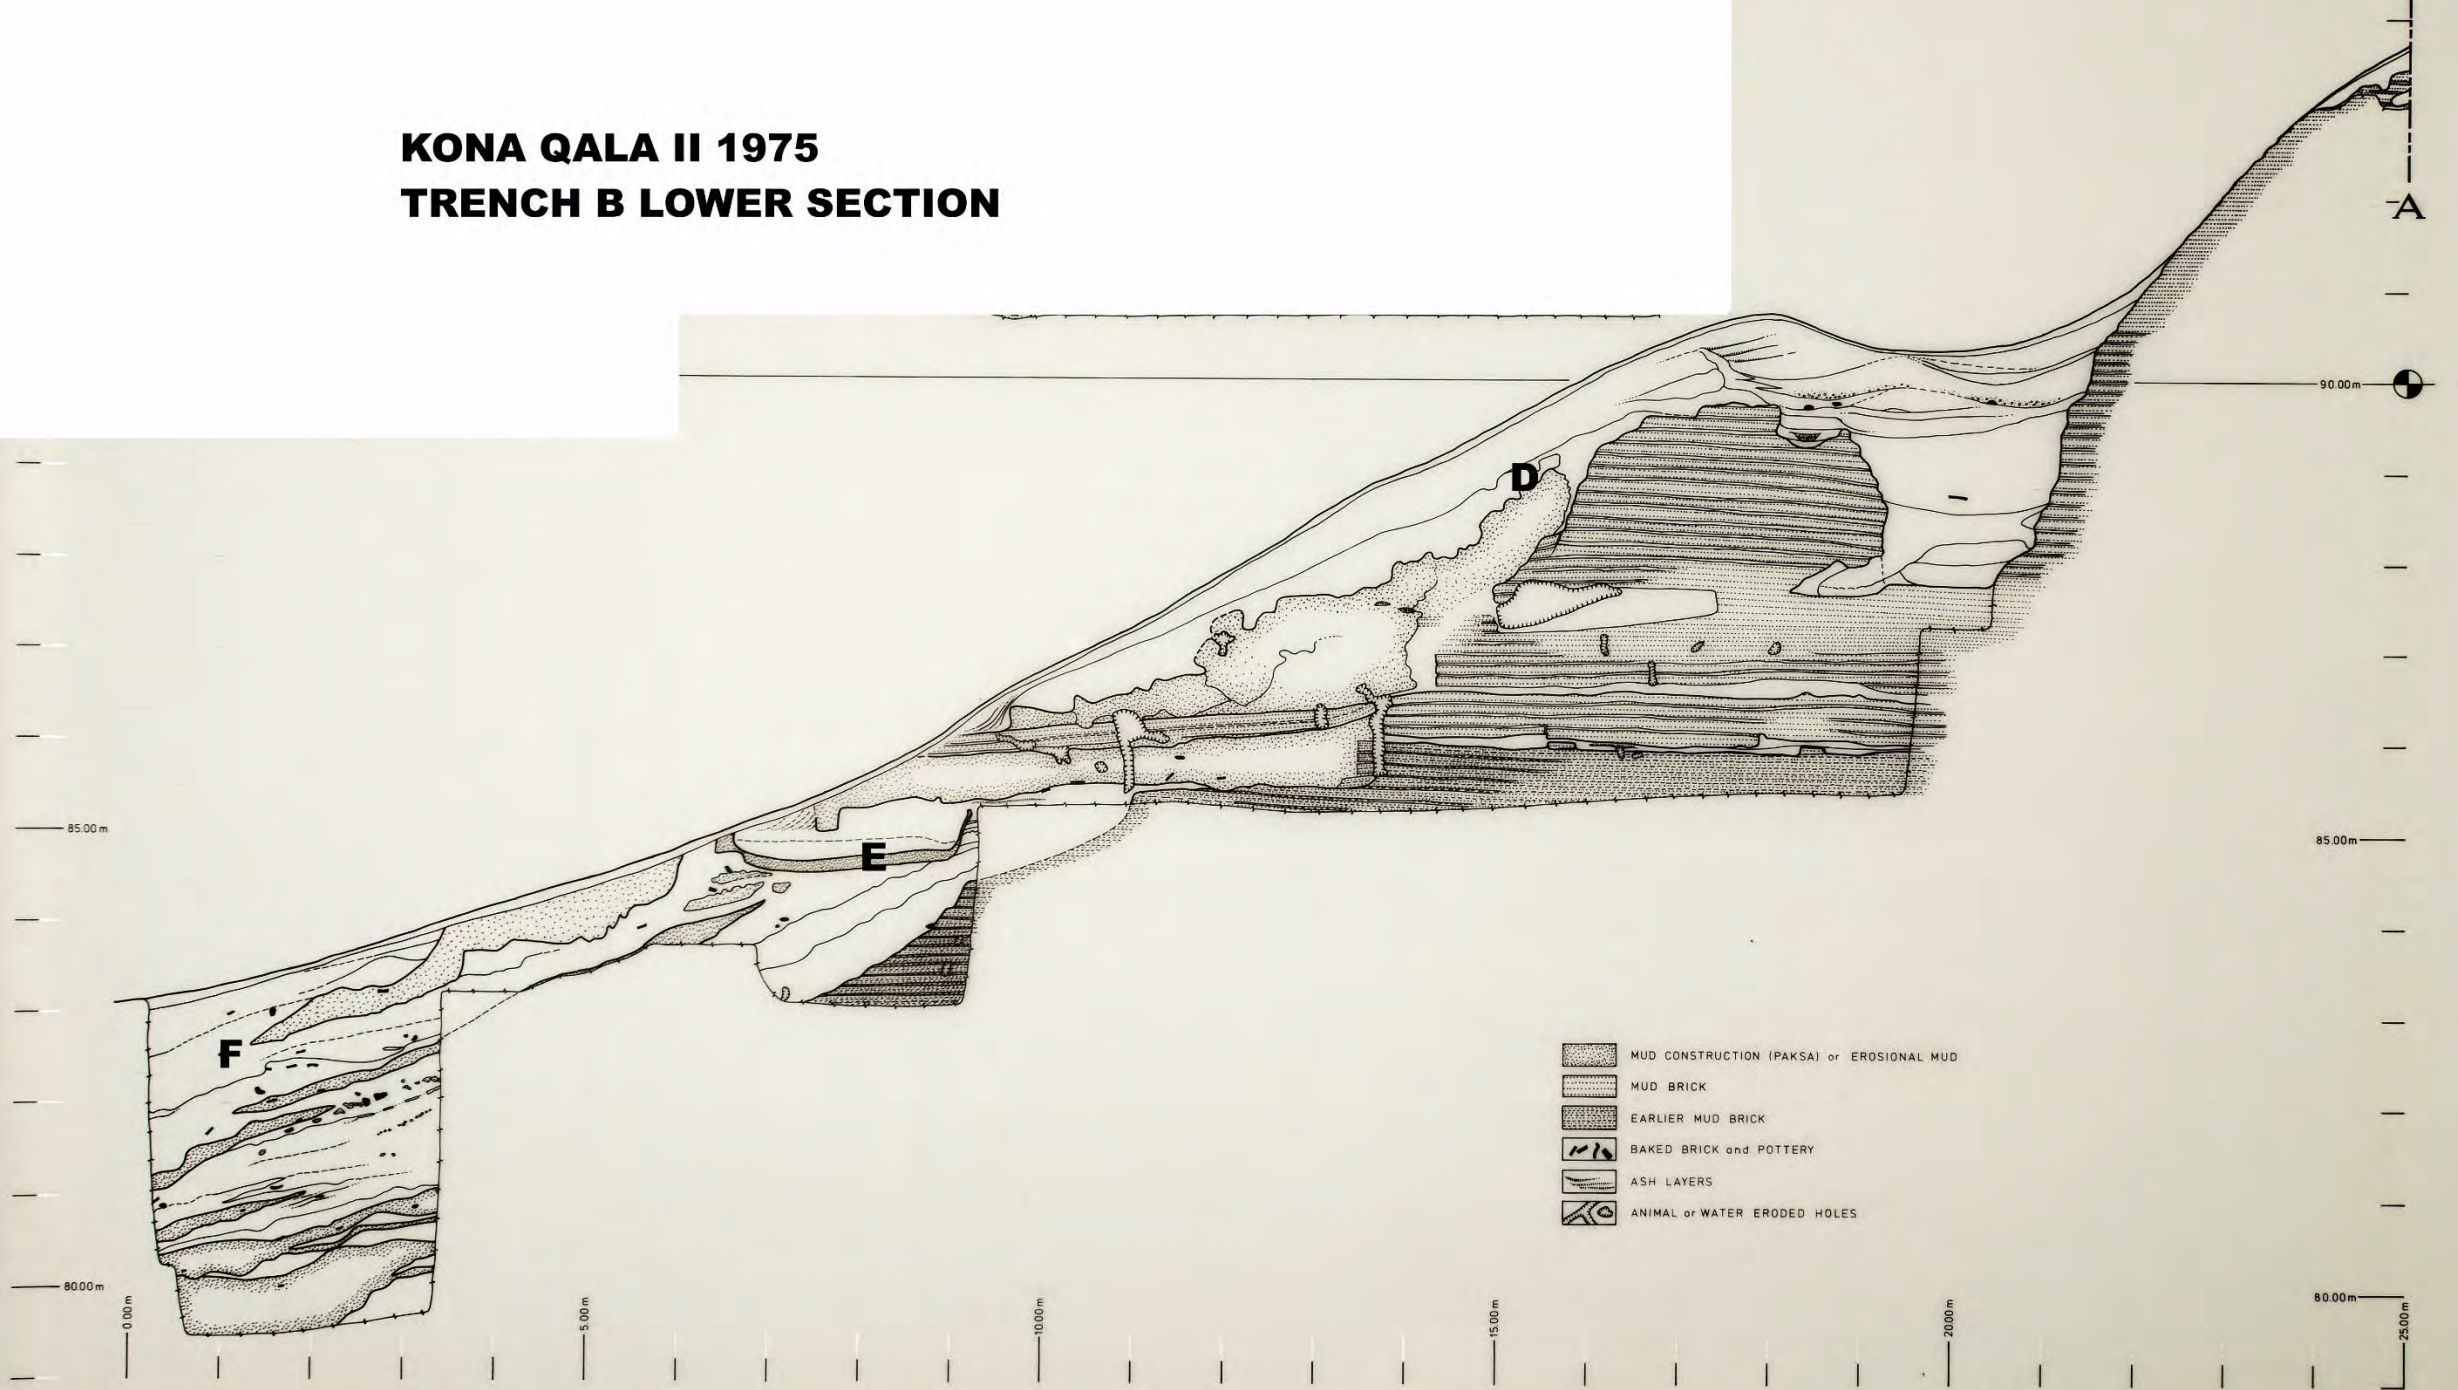 KONA QALA II 1975
TRENCH B LOWER SECTION
A
90.00m
D
85.00m
85.00m
E
F
MUD CONSTRUCTION (PAKSA) or EROSIONAL MUD
MUD BRICK
EARLIER MUD BRICK
BAKED BRICK and POTTERY
ASH LAYERS
ANIMAL or WATER ERODED HOLES
80.00m
80.00m
0.00m
5.00m
10.00m
15.00m
20.00m
25.00m